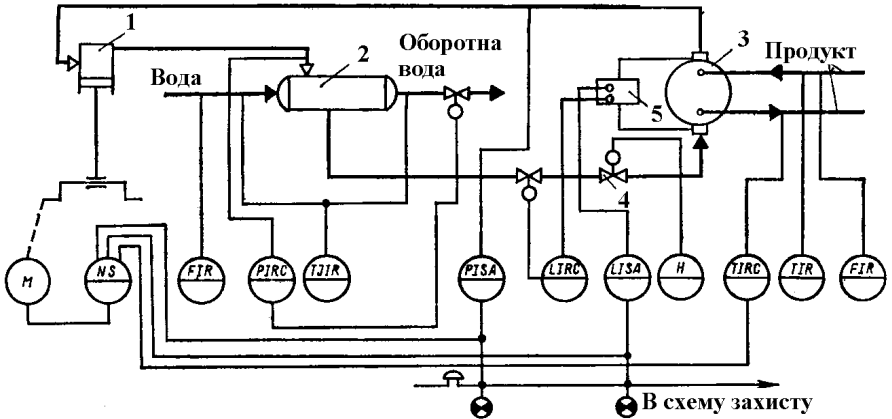 1
Оборотна
вода
2
Вода
3
Продукт
5
4
M
NS
FIR
PIRC
TJIR
PISA
LIRC
LISA
H
TIRC
TIR
FIR
В схему захисту